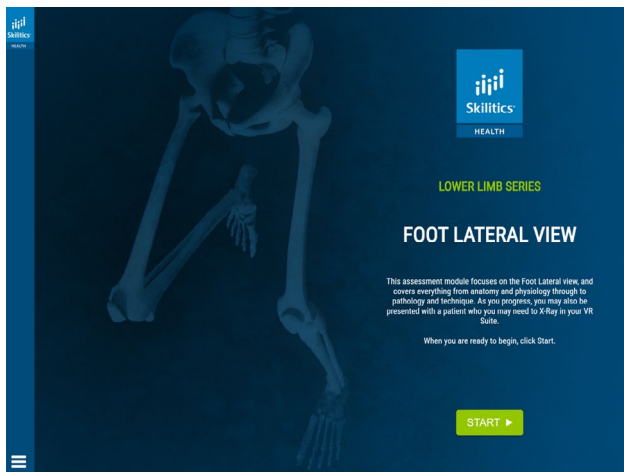 Skilitics
HEALTH
Skilitics
HEALTH
LOWER LIMB SERIES
FOOT LATERAL VIEW
This assessment module focuses on the Foot Lateral view, and
covers everything from anatomy and physiology through to
pathology and technique. As you progress, you may also be
presented with a patient who you may need to X-Ray in your VR
Suite.
When you are ready to begin, click Start.
START